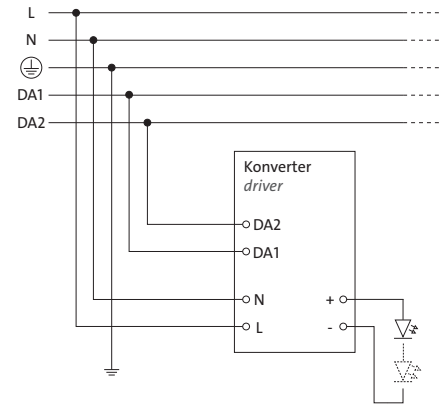 L
N
DA1
DA2
Konverter
driver
DA2
DA1
N +
L -